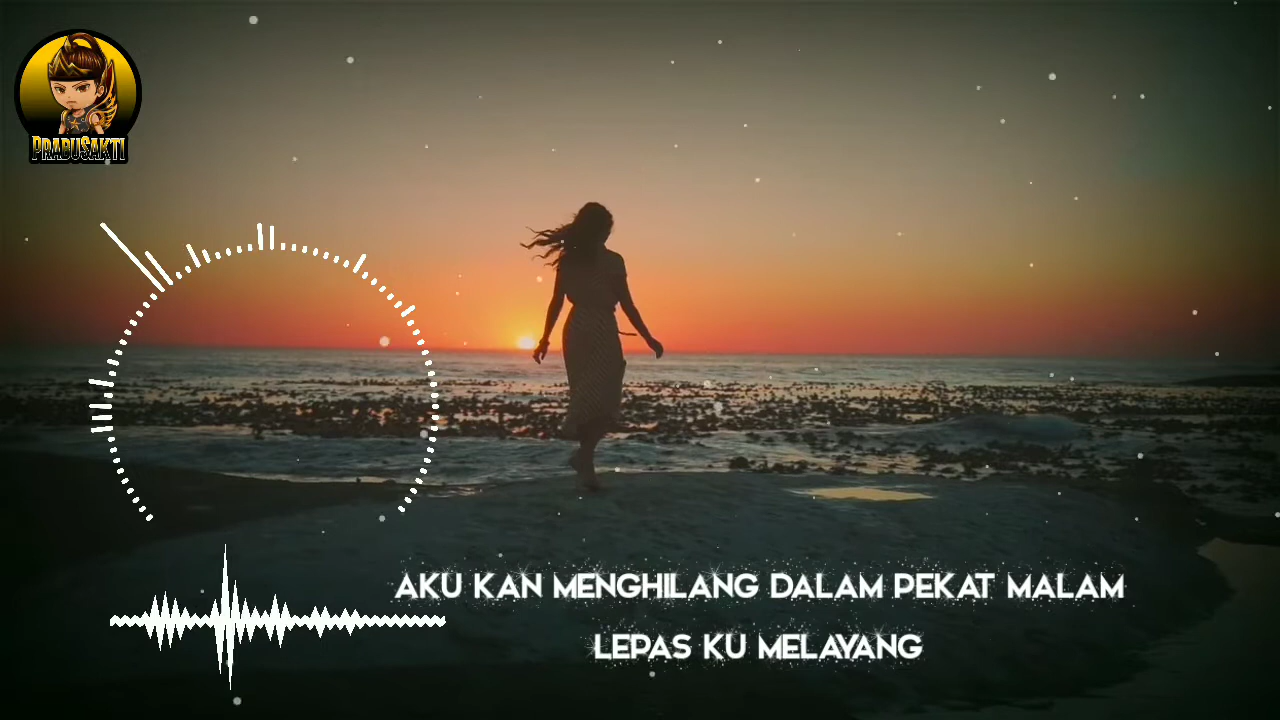 PRABUSAKTI
AKU KAN MENGHILANG DALAM PEKAT MALAM
LEPAS KU MELAYANG